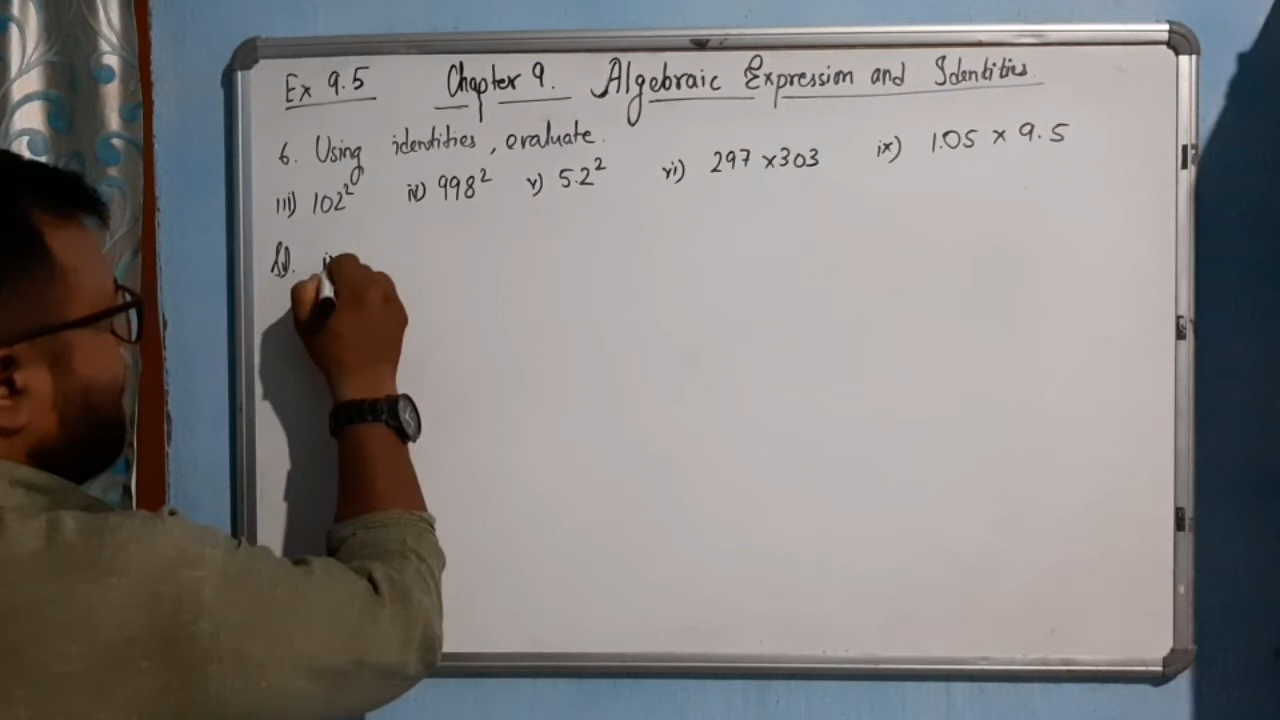 Ex 9.5 Chapter 9. Algebraic Expression and Identities.
6. Using identities, evaluate.
iii) 102² iv) 998² v) 5.2² vi) 297 × 303 ix) 1.05 × 9.5
Sol. i